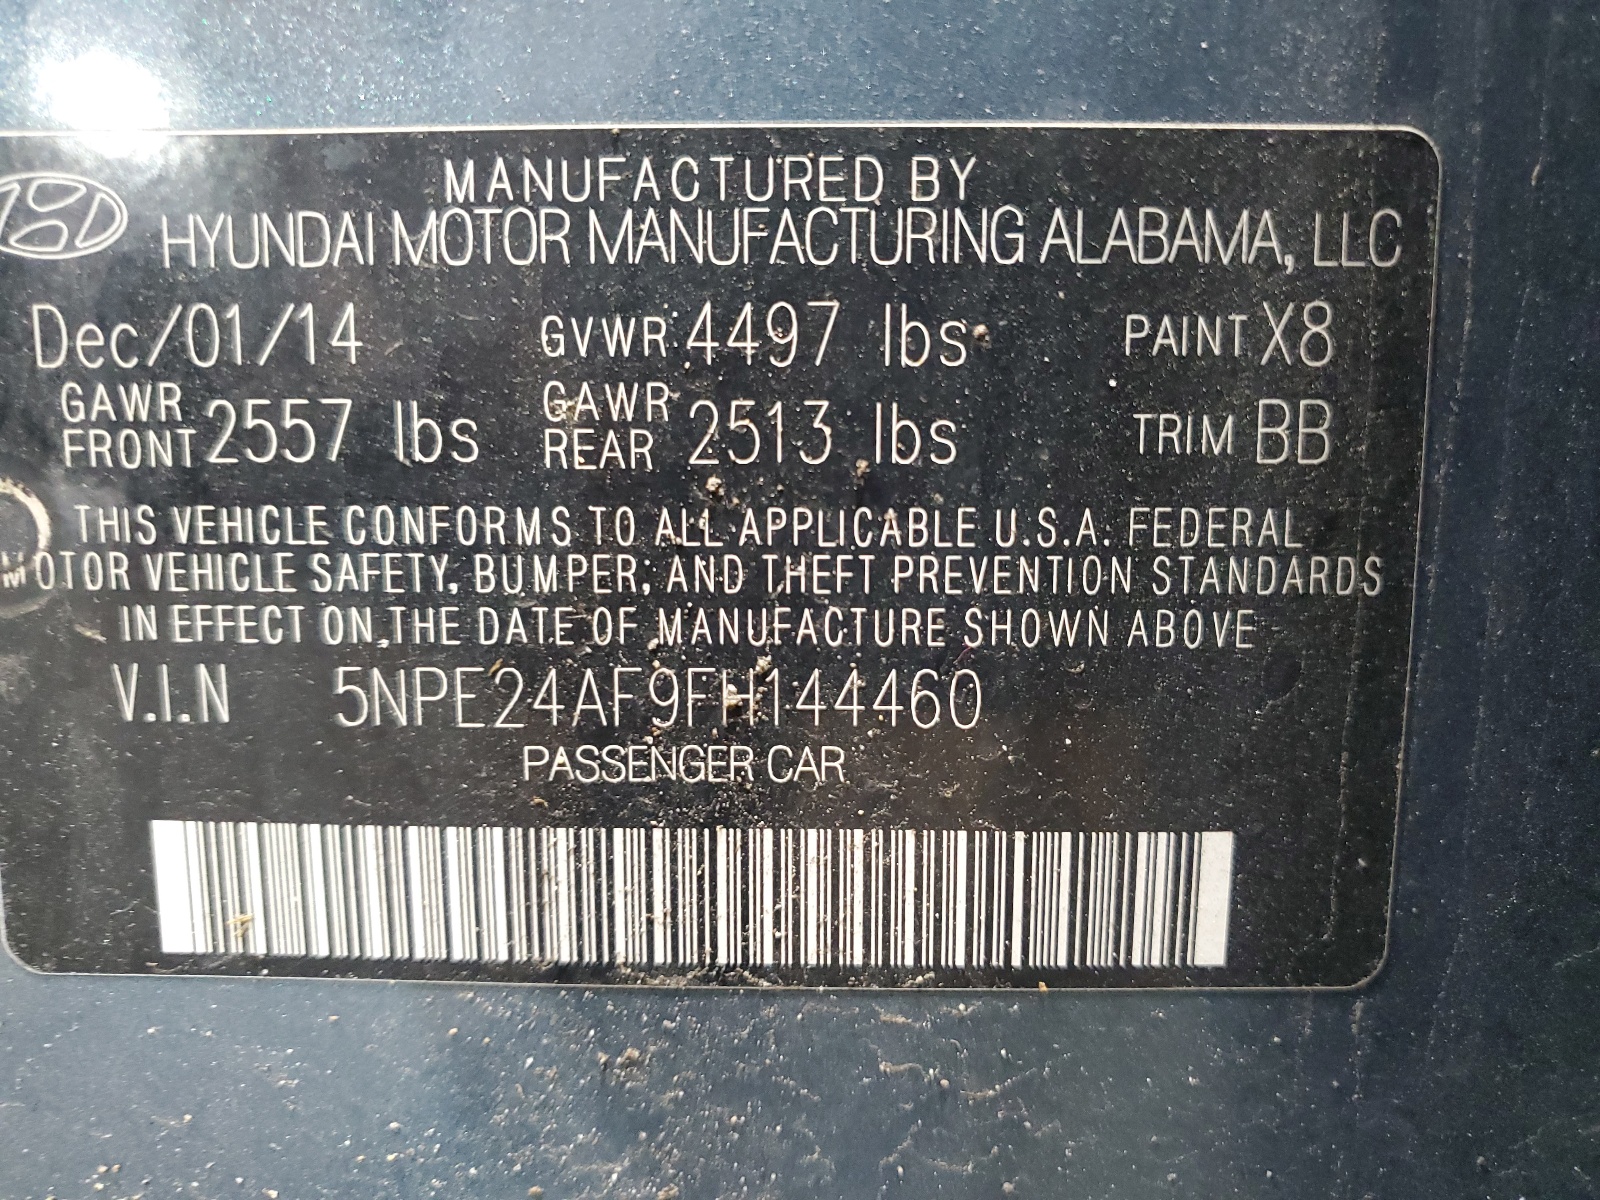 MANUFACTURED BY
HYUNDAI MOTOR MANUFACTURING ALABAMA, LLC
Dec/01/14 GVWR 4497 lbs PAINT X8
GAWR FRONT 2557 lbs GAWR REAR 2513 lbs TRIM BB
THIS VEHICLE CONFORMS TO ALL APPLICABLE U.S.A. FEDERAL
MOTOR VEHICLE SAFETY, BUMPER, AND THEFT PREVENTION STANDARDS
IN EFFECT ON THE DATE OF MANUFACTURE SHOWN ABOVE
V.I.N 5NPE24AF9FH144460
PASSENGER CAR